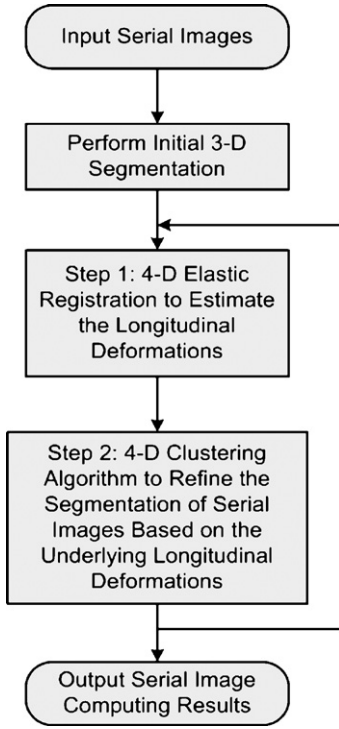 Input Serial Images
Perform Initial 3-D
Segmentation
Step 1: 4-D Elastic
Registration to Estimate
the Longitudinal
Deformations
Step 2: 4-D Clustering
Algorithm to Refine the
Segmentation of Serial
Images Based on the
Underlying Longitudinal
Deformations
Output Serial Image
Computing Results